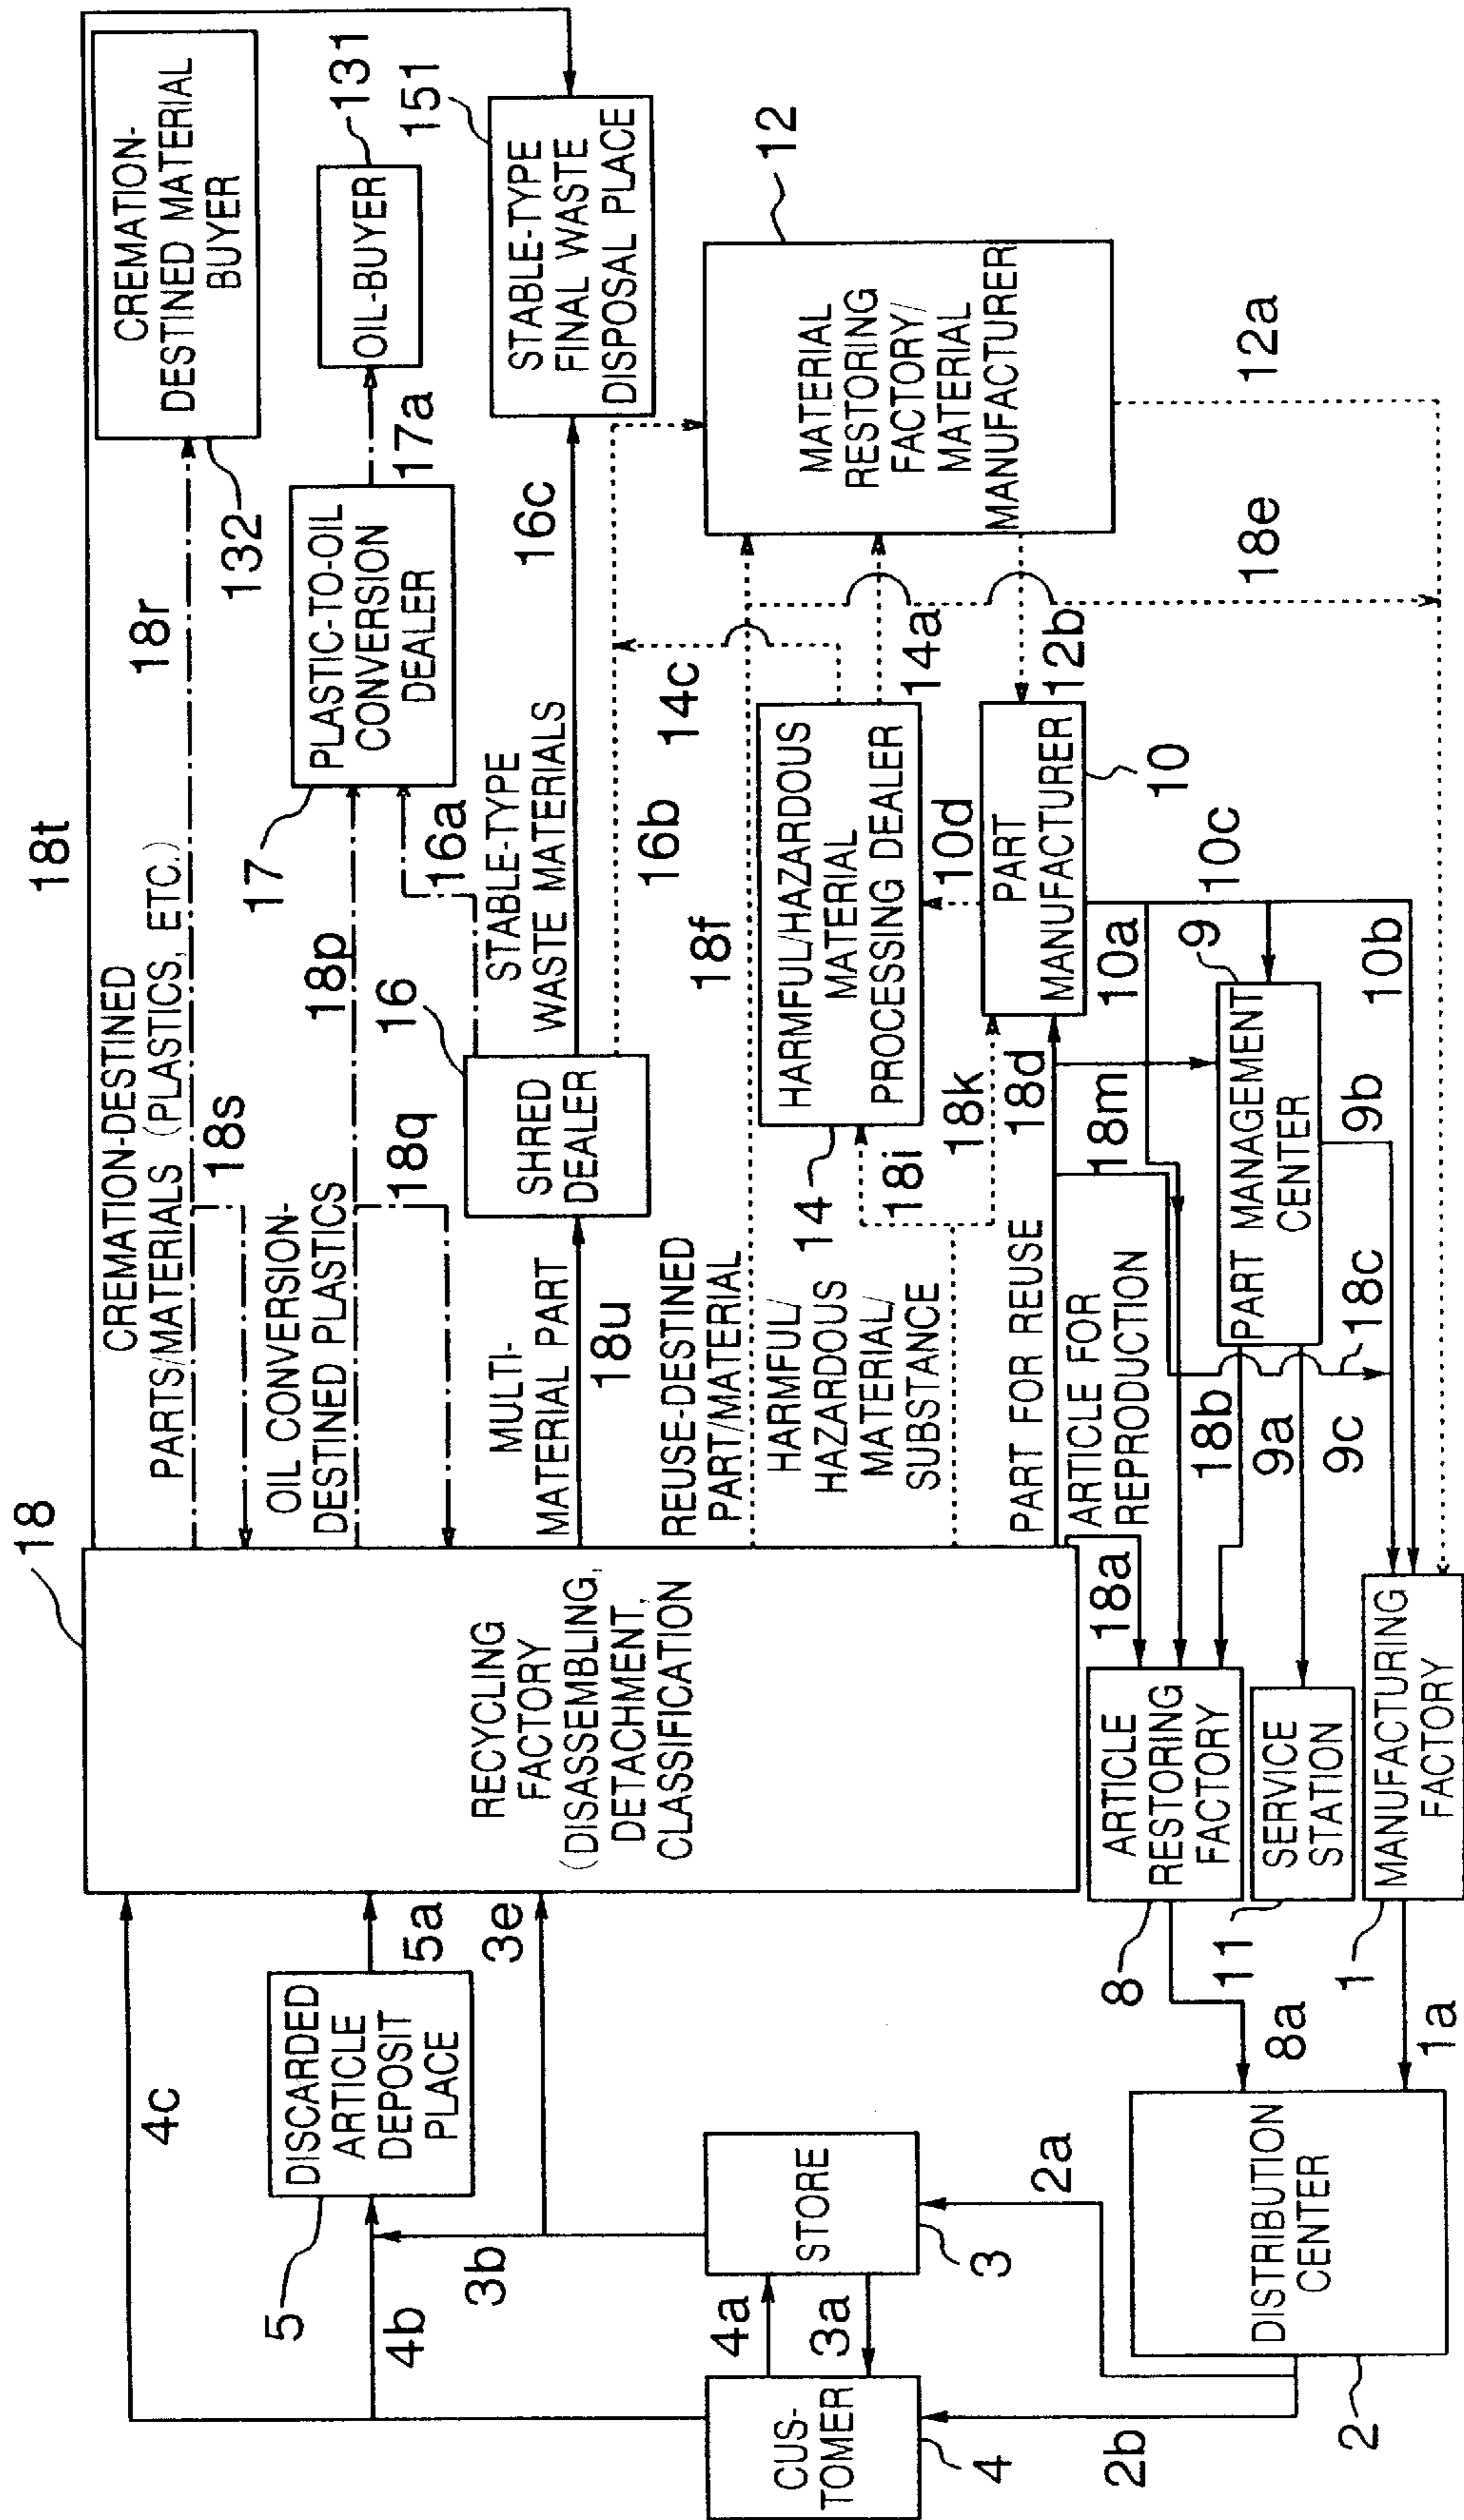 18t
18
CREMATION-DESTINED
PARTS/MATERIALS (PLASTICS, ETC.)
18r
CREMATION-
DESTINED MATERIAL
BUYER
132
18s
4c
OIL CONVERSION-
DESTINED PLASTICS
18p
18q
17
PLASTIC-TO-OIL
CONVERSION
DEALER
17a
OIL-BUYER
131
DISCARDED
ARTICLE
DEPOSIT
PLACE
5
5a
4b
3b
3e
RECYCLING
FACTORY
(DISASSEMBLING,
DETACHMENT,
CLASSIFICATION
MULTI-
MATERIAL PART
18u
16
SHRED
DEALER
16a
STABLE-TYPE
WASTE MATERIALS
16c
16b
STABLE-TYPE
FINAL WASTE
DISPOSAL PLACE
151
REUSE-DESTINED
PART/MATERIAL
18f
14c
12
MATERIAL
RESTORING
FACTORY/
MATERIAL
MANUFACTURER
HARMFUL/
HAZARDOUS
MATERIAL/
SUBSTANCE
14
18i
18k
HARMFUL/HAZARDOUS
MATERIAL
PROCESSING DEALER
14a
10d
12b
CUS-
TOMER
4
4a
3a
STORE
3
2a
2b
PART FOR REUSE
18d
ARTICLE FOR
REPRODUCTION
18m
PART
MANUFACTURER
10
10a
10c
18a
18b
9a
9c
18c
9
PART MANAGEMENT
CENTER
9b
10b
18e
12a
ARTICLE
RESTORING
FACTORY
8
8a
SERVICE
STATION
11
MANUFACTURING
FACTORY
1
1a
DISTRIBUTION
CENTER
2